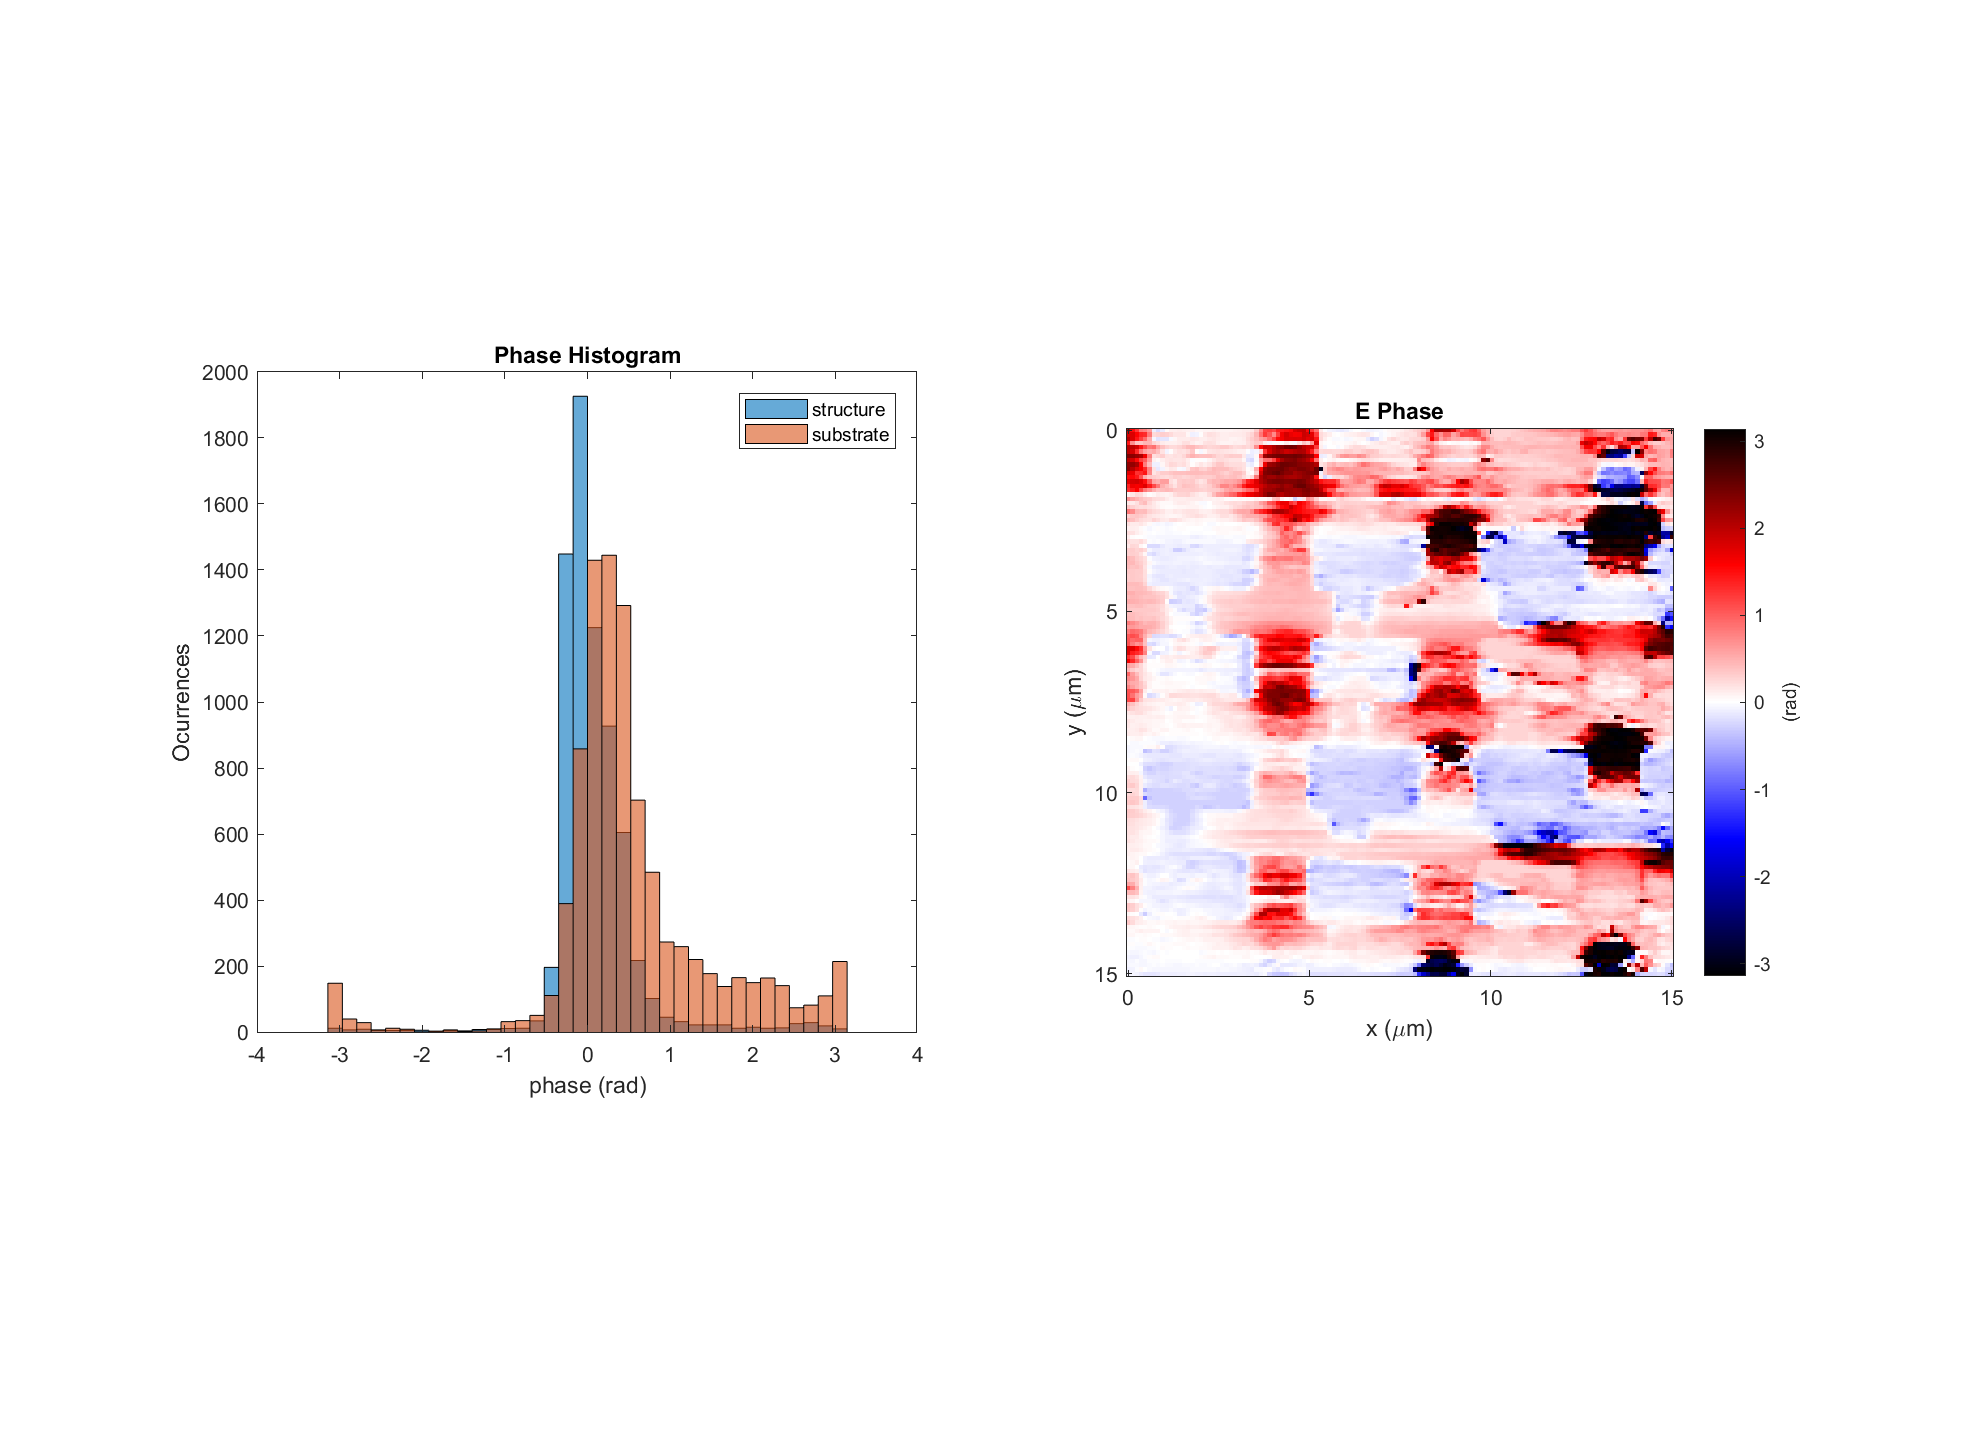 Phase Histogram
2000
1800
1600
1400
1200
1000
800
600
400
200
0
Ocurrences
-4 -3 -2 -1 0 1 2 3 4
phase (rad)
structure
substrate
E Phase
0
5
10
15
y (μm)
0 5 10 15
x (μm)
3
2
1
0
-1
-2
-3
(rad)